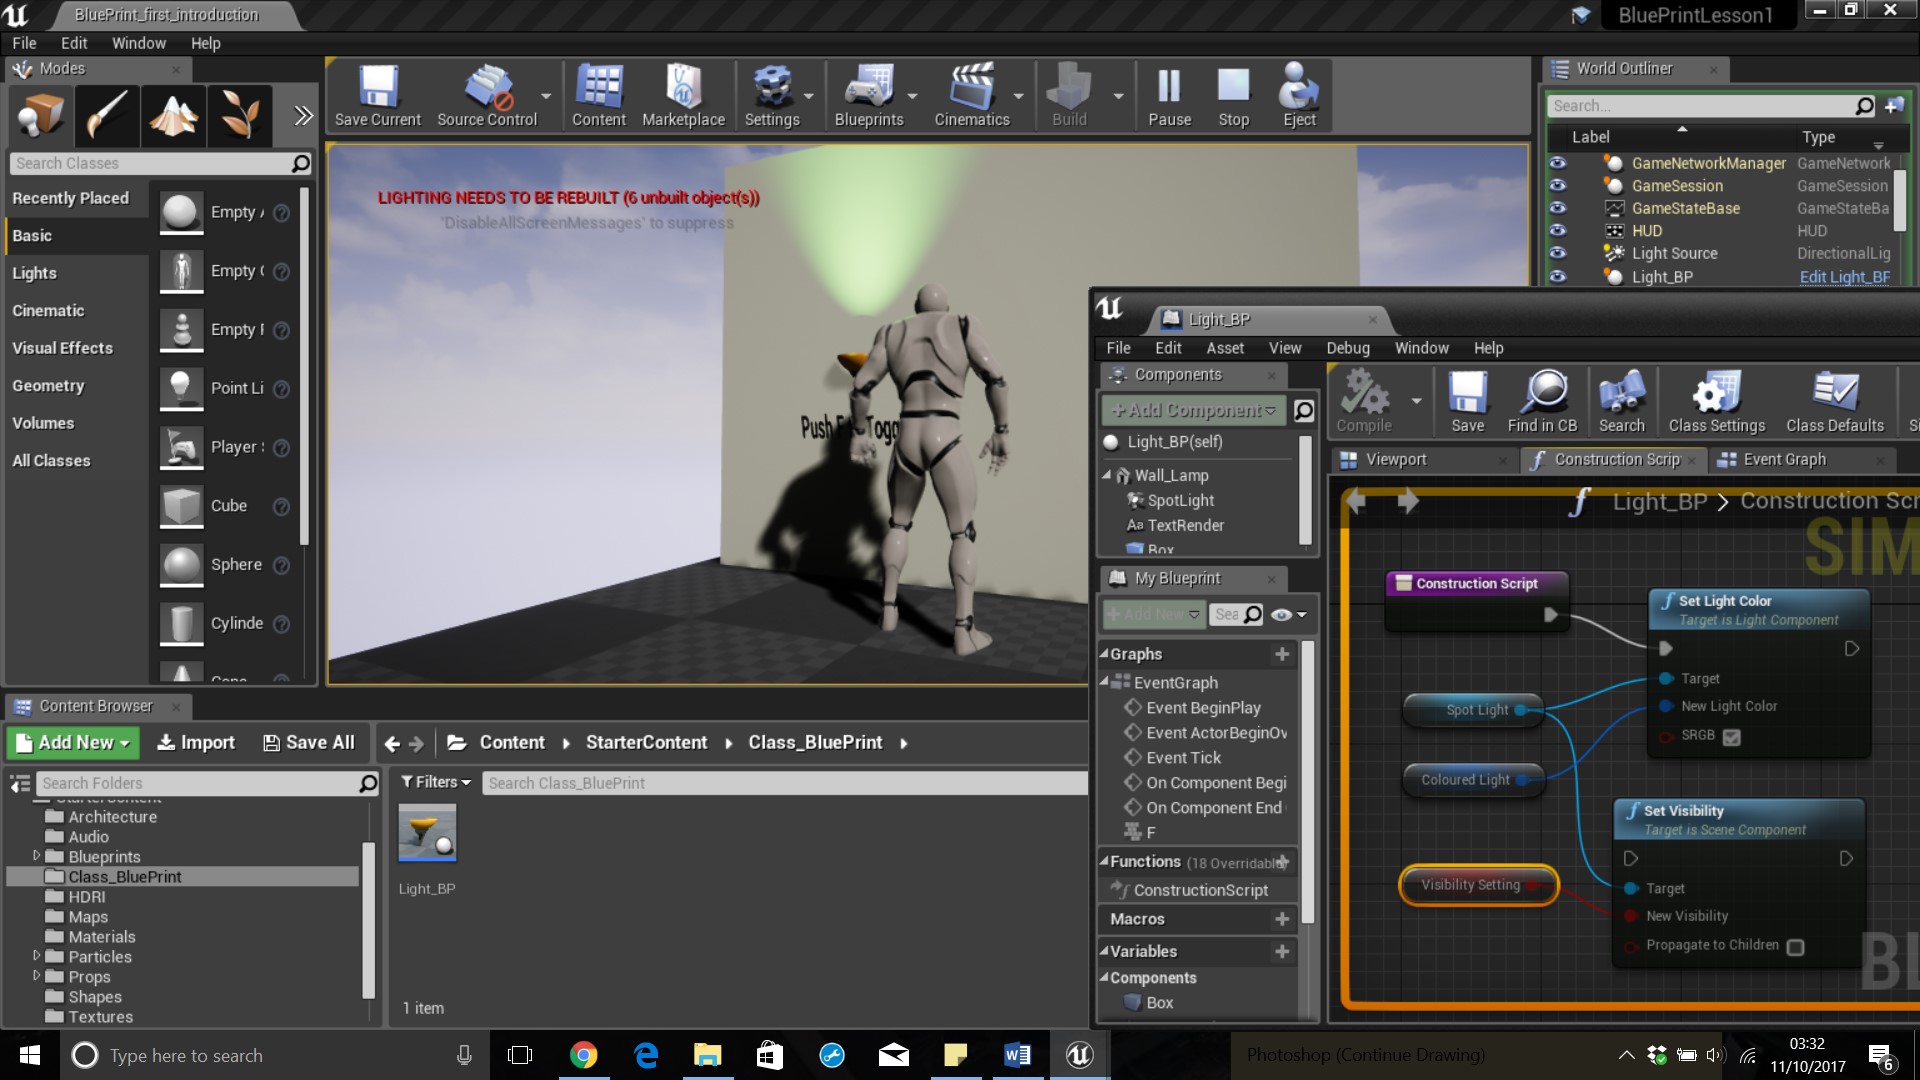 BluePrint_first_introduction
BluePrintLesson1
File Edit Window Help
Modes
World Outliner
Save Current
Source Control
Content
Marketplace
Settings
Blueprints
Cinematics
Build
Pause
Stop
Eject
Search...
Label Type
Search Classes
GameNetworkManager GameNetwork
GameSession GameSession
GameStateBase GameStateBa
HUD HUD
Light Source DirectionalLig
Light_BP Edit Light_BP
Recently Placed
Basic
Lights
Cinematic
Visual Effects
Geometry
Volumes
All Classes
Empty
Empty
Empty
Point Li
Player
Cube
Sphere
Cylinde
LIGHTING NEEDS TO BE REBUILT (6 unbuilt object(s))
'DisableAllScreenMessages' to suppress
Push F
Togg
Light_BP
File Edit Asset View Debug Window Help
Components
+Add Component
Light_BP(self)
Wall_Lamp
SpotLight
Aa TextRender
Box
Compile
Save
Find in CB
Search
Class Settings
Class Defaults
Viewport
Construction Scrip
Event Graph
Light_BP > Construction Scr
SIM
My Blueprint
+Add New
Sea
Graphs
EventGraph
Event BeginPlay
Event ActorBeginOv
Event Tick
On Component Begi
On Component End
F
Functions (18 Overridable)
ConstructionScript
Macros
Variables
Components
Box
Construction Script
Set Light Color
Target is Light Component
Target
New Light Color
SRGB
Spot Light
Coloured Light
Visibility Setting
Set Visibility
Target is Scene Component
Target
New Visibility
Propagate to Children
BL
Content Browser
Add New
Import
Save All
Content
StarterContent
Class_BluePrint
Search Folders
Filters
Search Class_BluePrint
StarterContent
Architecture
Audio
Blueprints
Class_BluePrint
HDRI
Maps
Materials
Particles
Props
Shapes
Textures
Light_BP
1 item
Type here to search
Photoshop (Continue Drawing)
03:32
11/10/2017
6